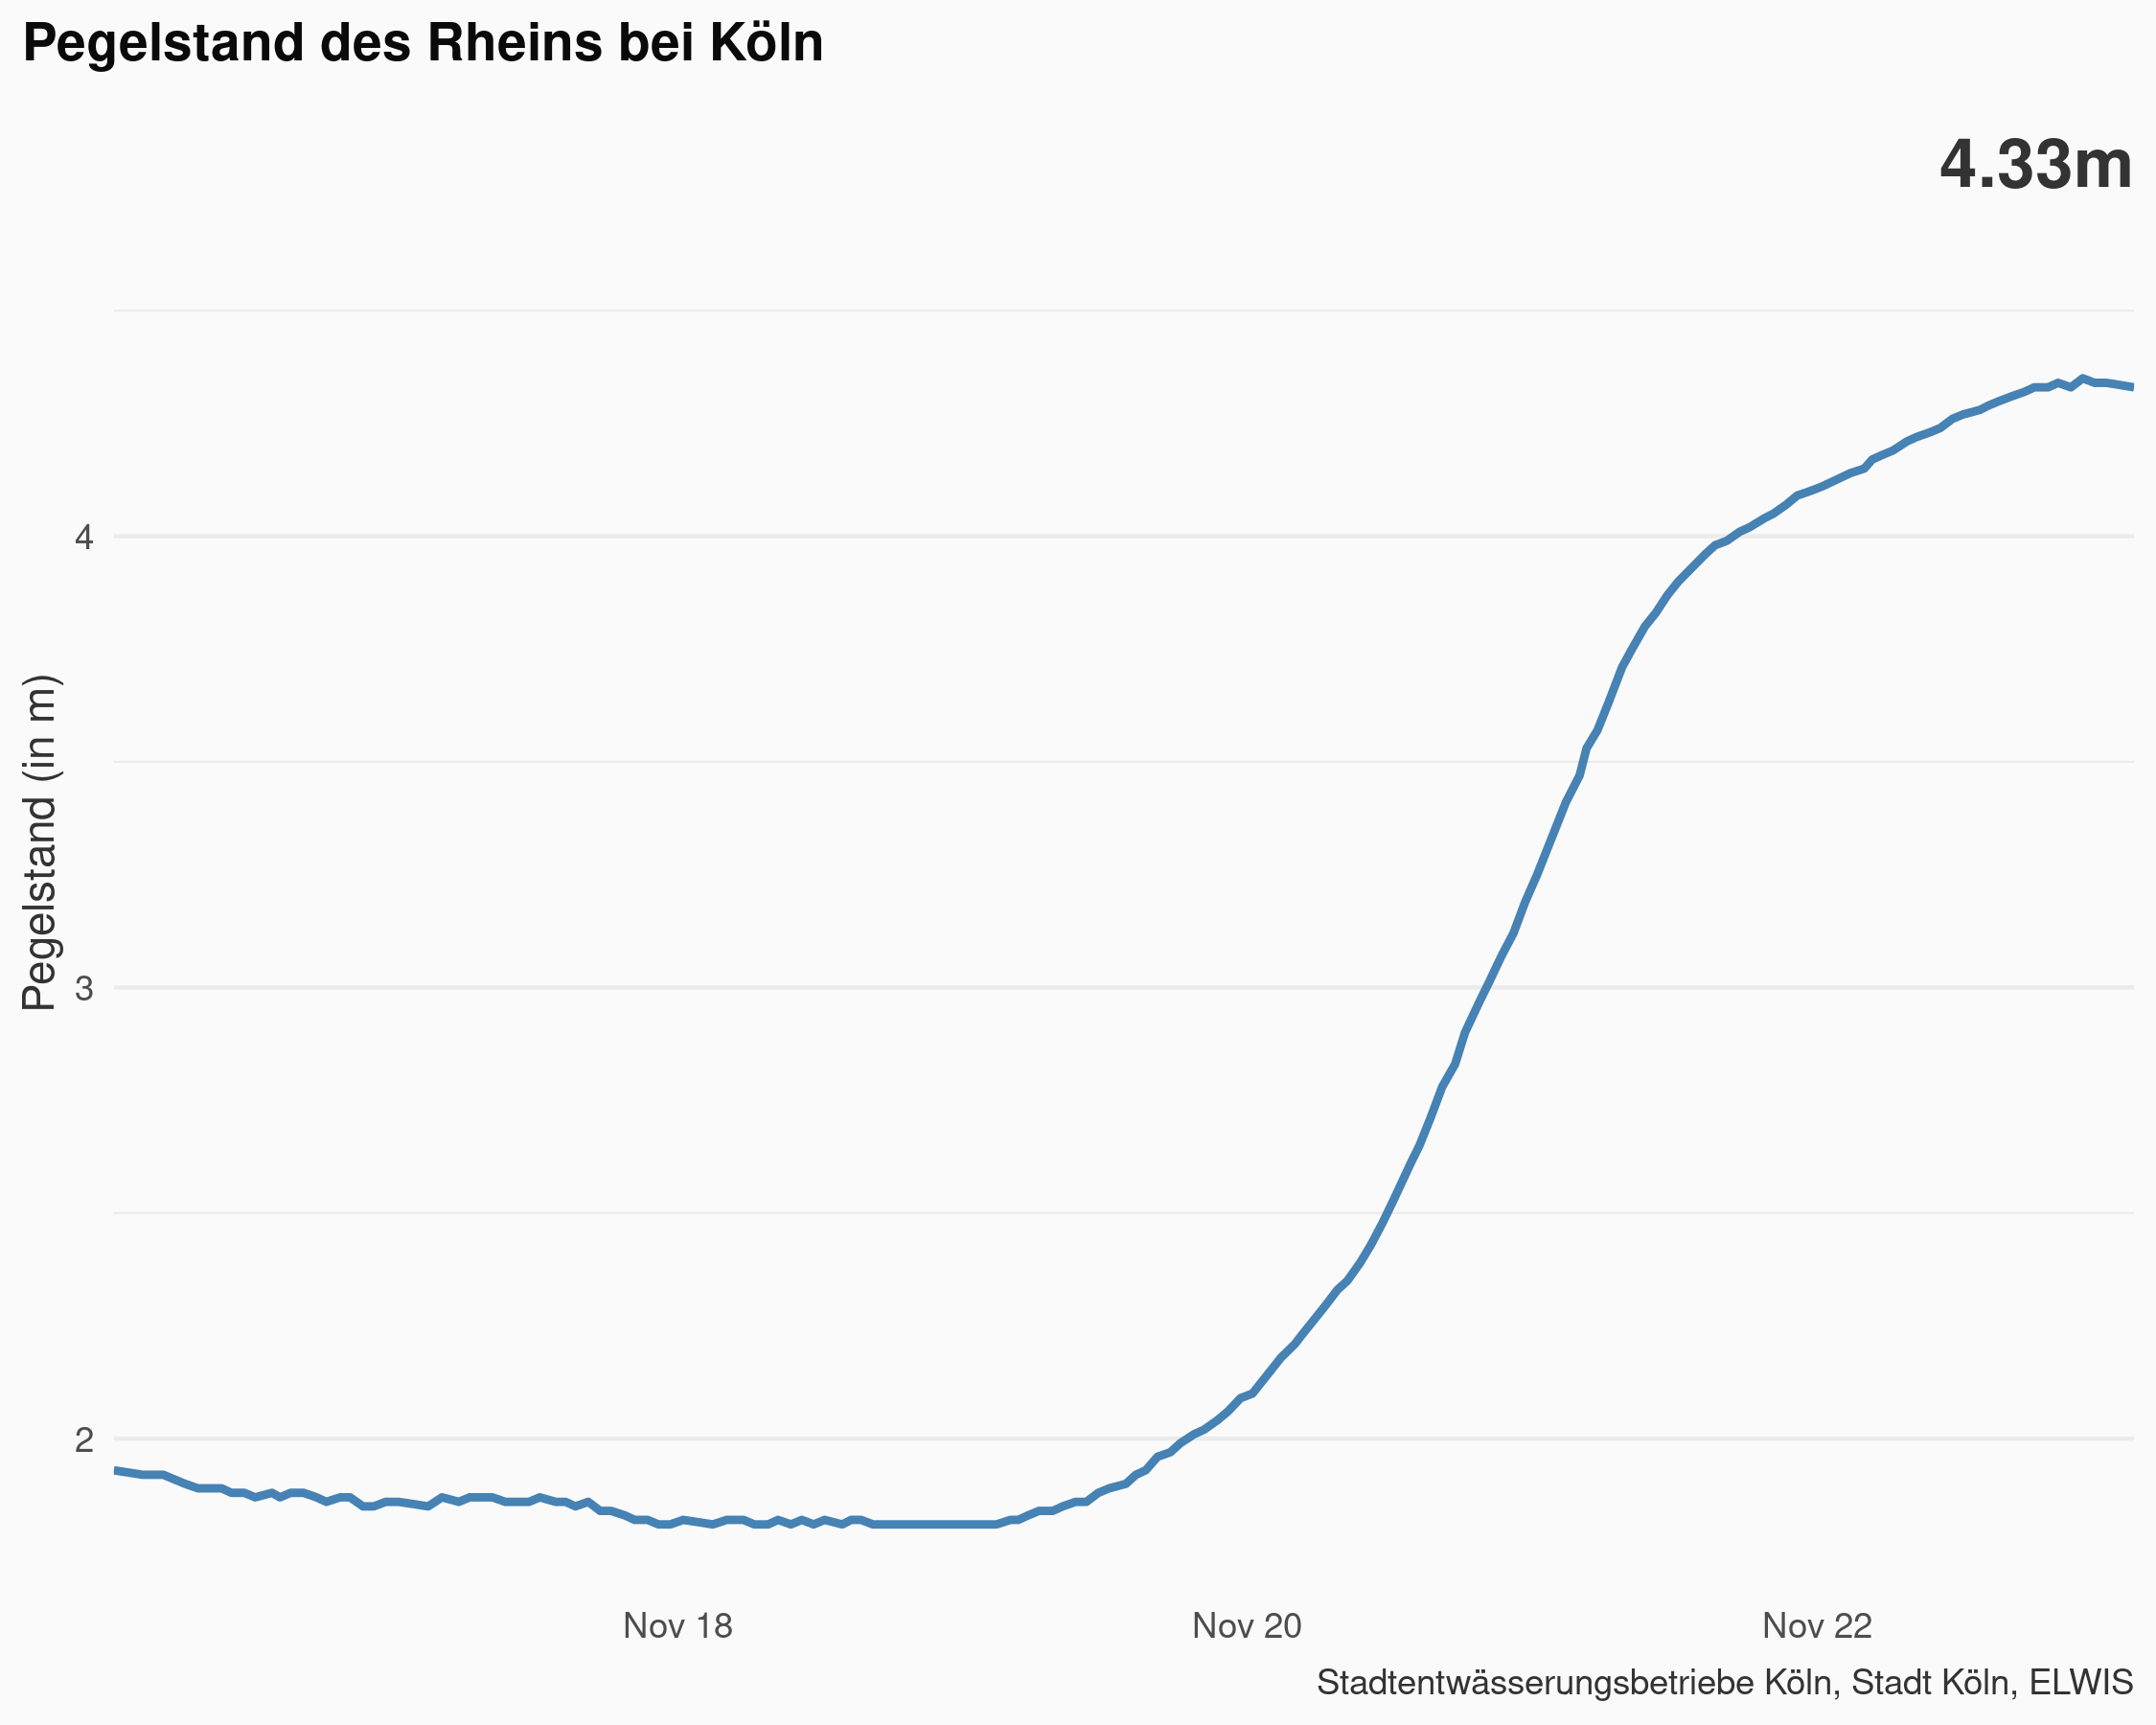 Pegelstand des Rheins bei Köln
4.33m
Pegelstand (in m)
4
3
2
Nov 18
Nov 20
Nov 22
Stadtentwässerungsbetriebe Köln, Stadt Köln, ELWIS